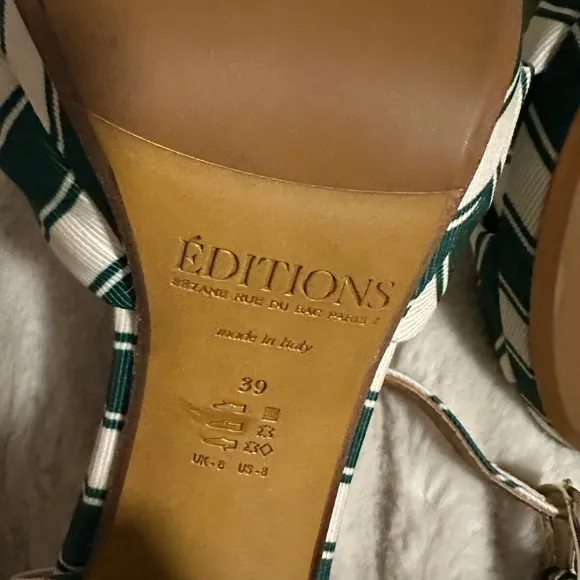 ÉDITIONS
SÉZANE RUE DU BAC PARIS 7
made in Italy
39
UK-6 US-8